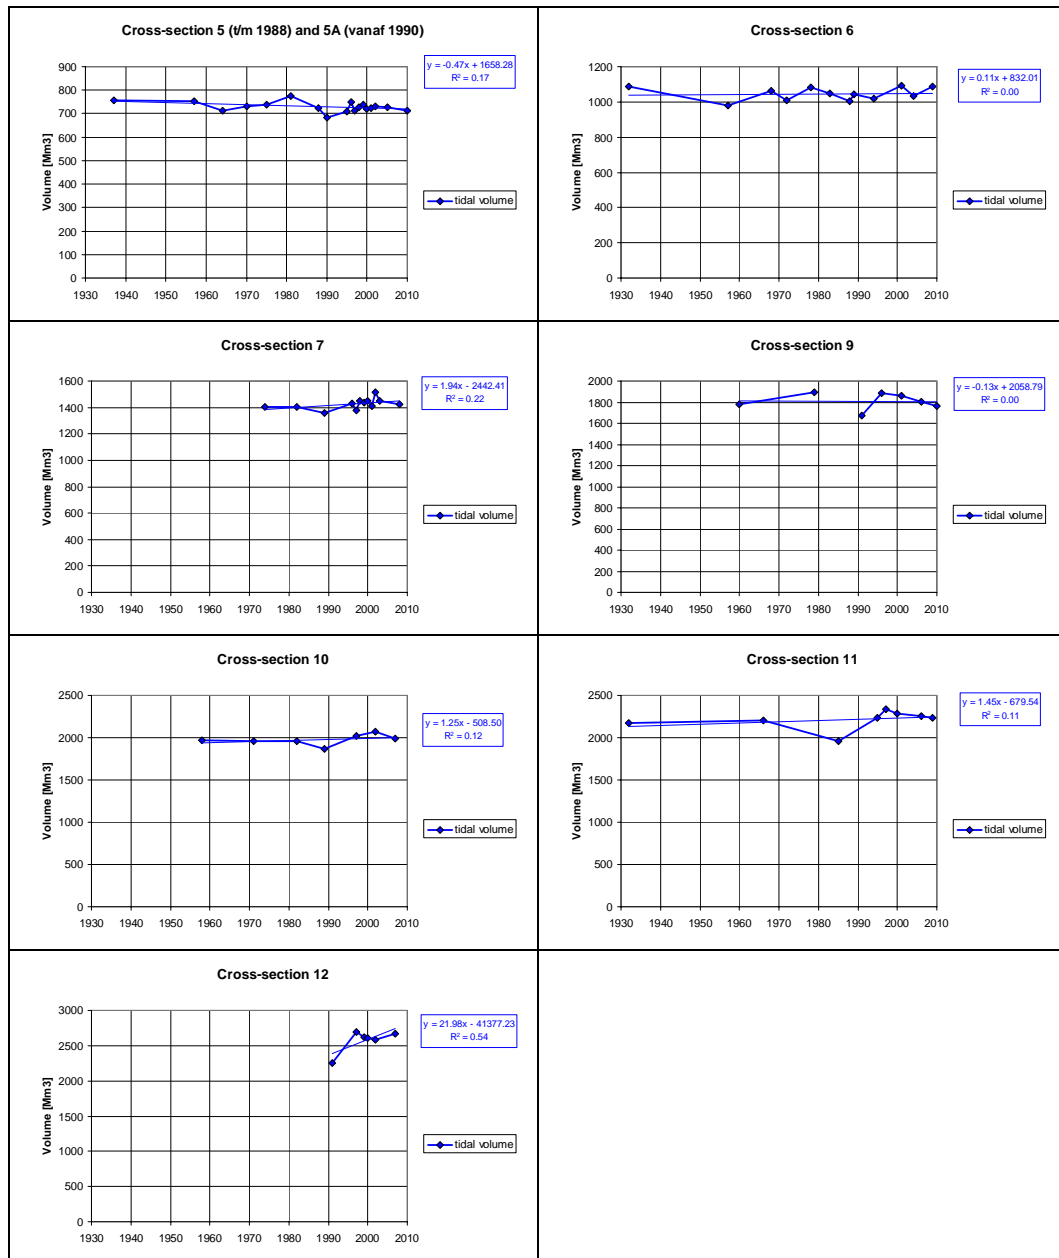 Cross-section 5 (t/m 1988) and 5A (vanaf 1990)
y = -0.47x + 1658.28
R² = 0.17
900
800
700
600
500
400
300
200
100
0
Volume [Mm3]
tidal volume
1930 1940 1950 1960 1970 1980 1990 2000 2010
Cross-section 6
y = 0.11x + 832.01
R² = 0.00
1200
1000
800
600
400
200
0
Volume [Mm3]
tidal volume
1930 1940 1950 1960 1970 1980 1990 2000 2010
Cross-section 7
y = 1.94x - 2442.41
R² = 0.22
1600
1400
1200
1000
800
600
400
200
0
Volume [Mm3]
tidal volume
1930 1940 1950 1960 1970 1980 1990 2000 2010
Cross-section 9
y = -0.13x + 2058.79
R² = 0.00
2000
1800
1600
1400
1200
1000
800
600
400
200
0
Volume [Mm3]
tidal volume
1930 1940 1950 1960 1970 1980 1990 2000 2010
Cross-section 10
y = 1.25x - 508.50
R² = 0.12
2500
2000
1500
1000
500
0
Volume [Mm3]
tidal volume
1930 1940 1950 1960 1970 1980 1990 2000 2010
Cross-section 11
y = 1.45x - 679.54
R² = 0.11
2500
2000
1500
1000
500
0
Volume [Mm3]
tidal volume
1930 1940 1950 1960 1970 1980 1990 2000 2010
Cross-section 12
y = 21.98x - 41377.23
R² = 0.54
3000
2500
2000
1500
1000
500
0
Volume [Mm3]
tidal volume
1930 1940 1950 1960 1970 1980 1990 2000 2010